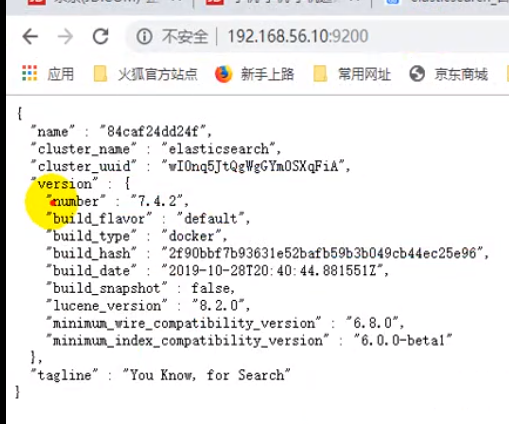 不安全 | 192.168.56.10:9200
应用 火狐官方站点 新手上路 常用网址 京东商城
{
"name" : "84caf24dd24f",
"cluster_name" : "elasticsearch",
"cluster_uuid" : "wI0nq5JtQgWgGYm0SXqFiA",
"version" : {
"number" : "7.4.2",
"build_flavor" : "default",
"build_type" : "docker",
"build_hash" : "2f90bbf7b93631e52bafb59b3b049cb44ec25e96",
"build_date" : "2019-10-28T20:40:44.881551Z",
"build_snapshot" : false,
"lucene_version" : "8.2.0",
"minimum_wire_compatibility_version" : "6.8.0",
"minimum_index_compatibility_version" : "6.0.0-beta1"
},
"tagline" : "You Know, for Search"
}